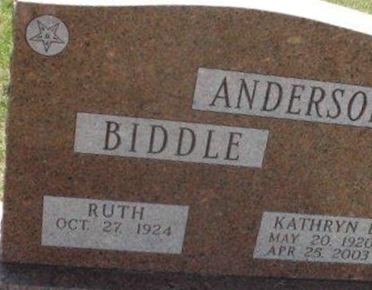 ANDERSO
BIDDLE
RUTH
OCT. 27, 1924
KATHRYN
MAY 20, 1920
APR 25, 2003